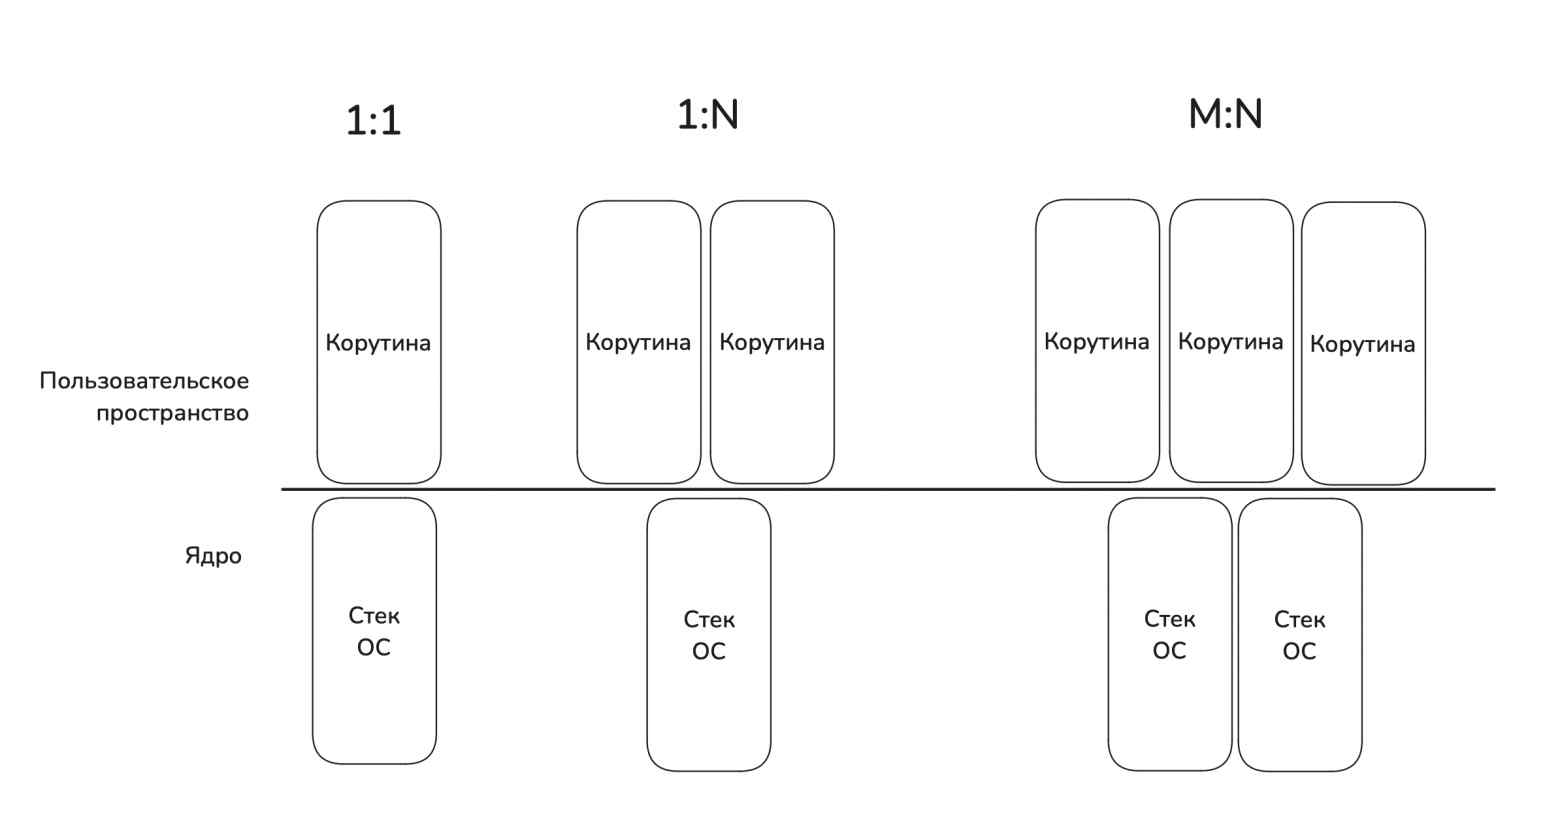 1:1
1:N
M:N
Корутина
Корутина
Корутина
Корутина
Корутина
Корутина
Пользовательское
пространство
Ядро
Стек
ОС
Стек
ОС
Стек
ОС
Стек
ОС